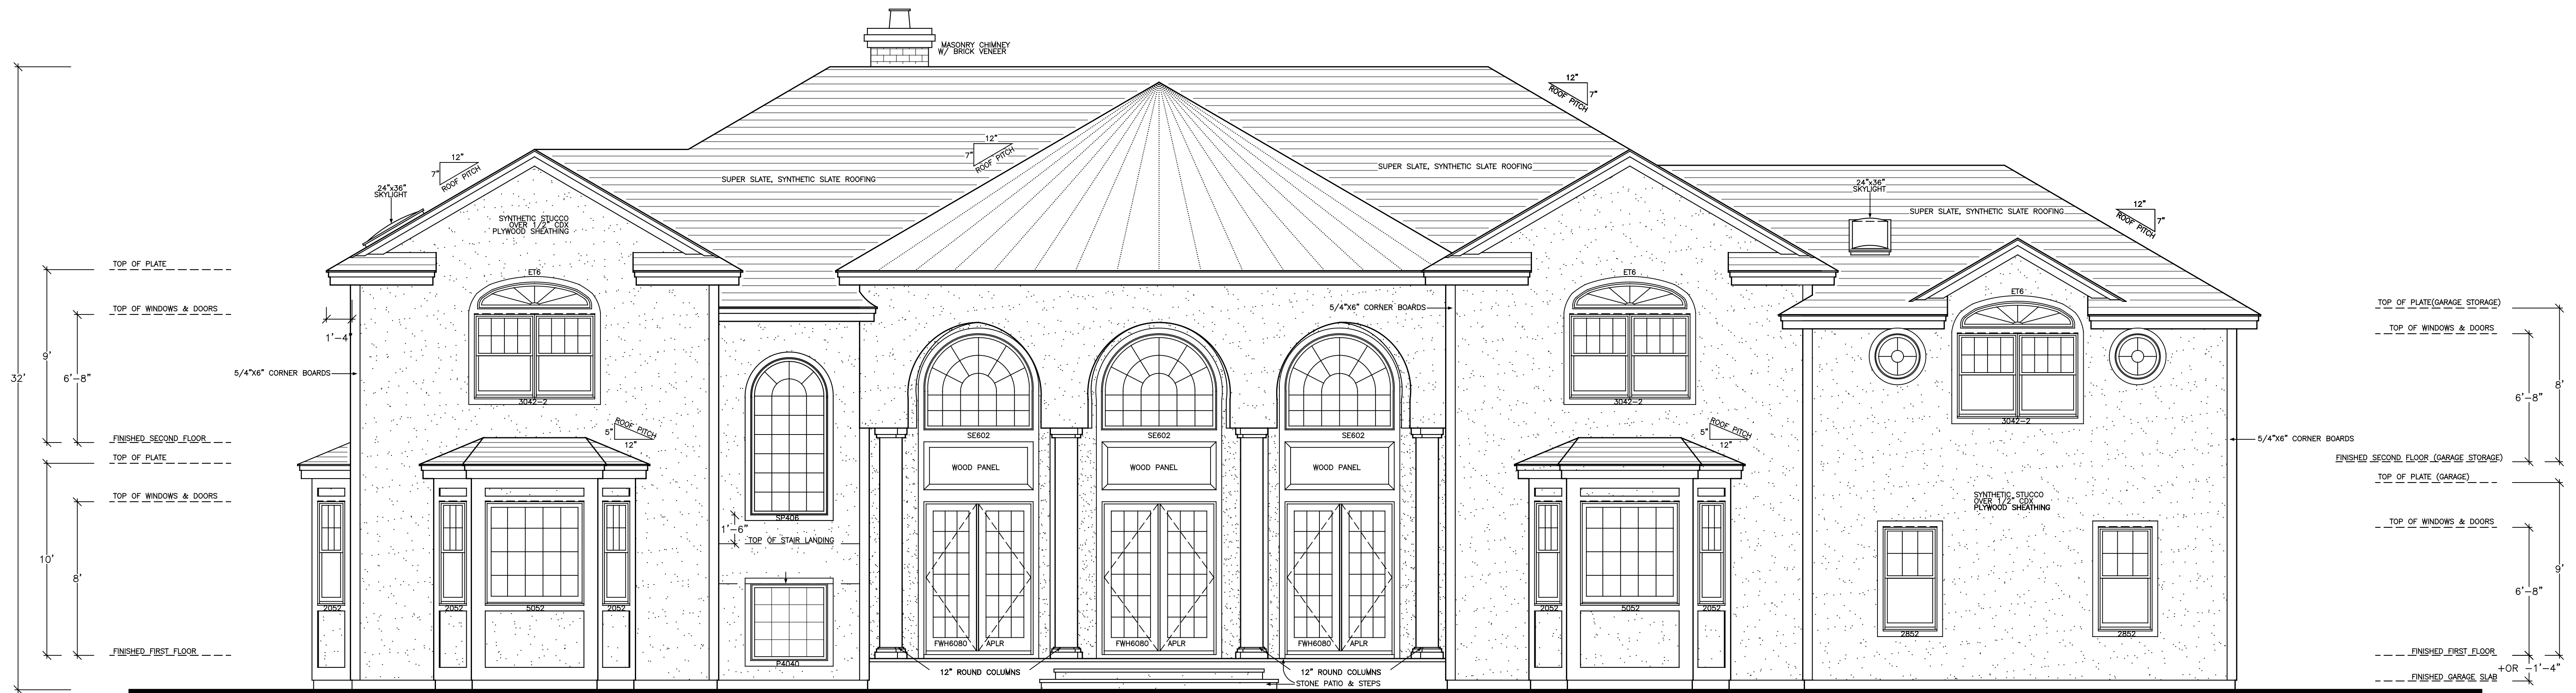 MASONRY CHIMNEY
W/ BRICK VENEER
12"
7"
ROOF PITCH
12"
7"
ROOF PITCH
12"
7"
ROOF PITCH
SUPER SLATE, SYNTHETIC SLATE ROOFING
SUPER SLATE, SYNTHETIC SLATE ROOFING
24"x36"
SKYLIGHT
24"x36"
SKYLIGHT
SUPER SLATE, SYNTHETIC SLATE ROOFING
12"
7"
ROOF PITCH
SYNTHETIC STUCCO
OVER 1/2" CDX
PLYWOOD SHEATHING
TOP OF PLATE
ET6
ET6
ET6
TOP OF PLATE(GARAGE STORAGE)
TOP OF WINDOWS & DOORS
5/4"X6" CORNER BOARDS
TOP OF WINDOWS & DOORS
1'-4"
9'
32'
6'-8"
5/4"X6" CORNER BOARDS
8'
6'-8"
3042-2
3042-2
3042-2
ROOF PITCH
5"
12"
ROOF PITCH
5"
12"
FINISHED SECOND FLOOR
SE602
SE602
SE602
5/4"X6" CORNER BOARDS
TOP OF PLATE
FINISHED SECOND FLOOR (GARAGE STORAGE)
WOOD PANEL
WOOD PANEL
WOOD PANEL
TOP OF PLATE (GARAGE)
TOP OF WINDOWS & DOORS
SYNTHETIC STUCCO
OVER 1/2" CDX
PLYWOOD SHEATHING
SP406
1'-6"
TOP OF WINDOWS & DOORS
TOP OF STAIR LANDING
10'
8'
9'
6'-8"
2052
2052
5052
2052
2052
5052
2052
2852
2852
FWH6080 APLR
FWH6080 APLR
FWH6080 APLR
FINISHED FIRST FLOOR
P4040
FINISHED FIRST FLOOR
+OR -1'-4"
12" ROUND COLUMNS
12" ROUND COLUMNS
FINISHED GARAGE SLAB
STONE PATIO & STEPS